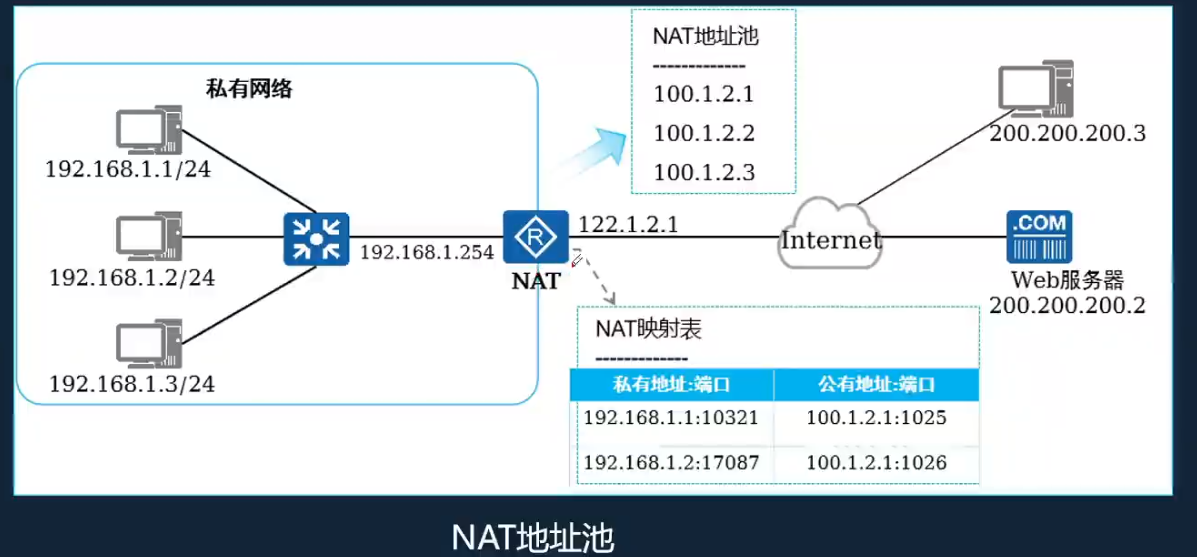 NAT地址池
-------------
100.1.2.1
100.1.2.2
100.1.2.3
私有网络
192.168.1.1/24
192.168.1.2/24
192.168.1.3/24
192.168.1.254
R
NAT
122.1.2.1
Internet
200.200.200.3
.COM
Web服务器
200.200.200.2
NAT映射表
-------------
私有地址:端口 公有地址:端口
192.168.1.1:10321 100.1.2.1:1025
192.168.1.2:17087 100.1.2.1:1026
NAT地址池